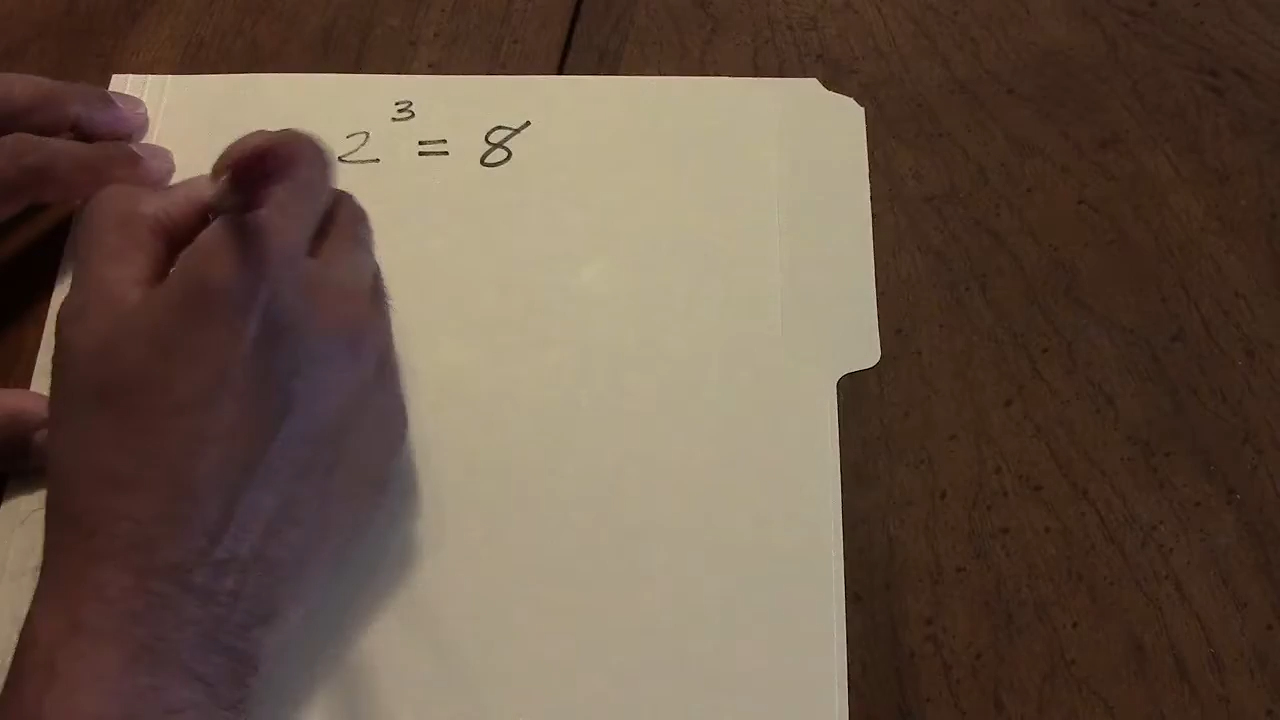 2³ = 8